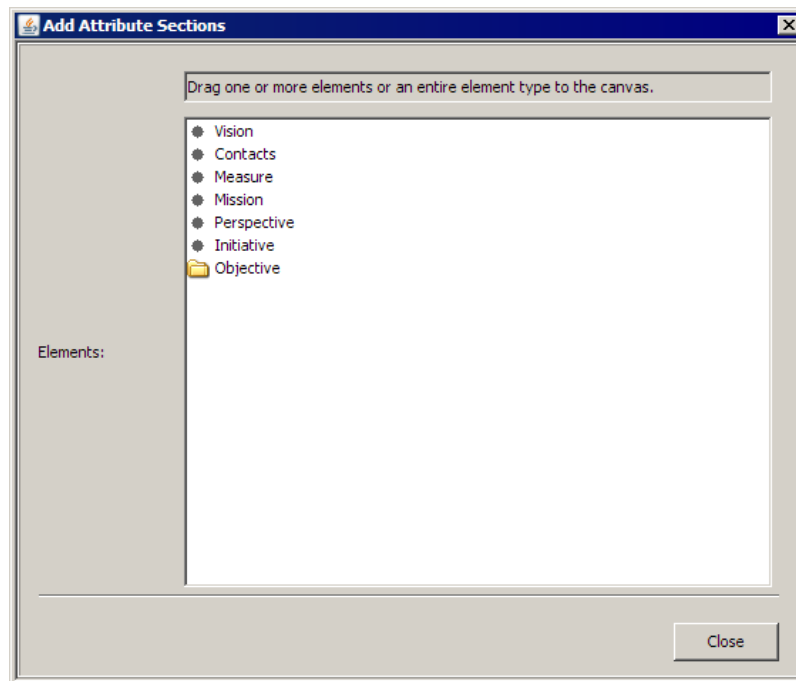 Add Attribute Sections
Drag one or more elements or an entire element type to the canvas.
Vision
Contacts
Measure
Mission
Perspective
Initiative
Objective
Elements:
Close